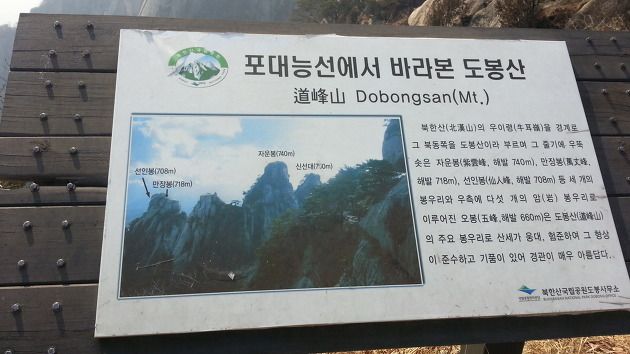 포대능선에서 바라본 도봉산
道峰山 Dobongsan(Mt.)
자운봉(740m)
신선대(730m)
선인봉(708m)
만장봉(718m)
북한산(北漢山)의 우이령(牛耳嶺)을 경계로
그 북동쪽을 도봉산이라 부르며 그 줄기에 우뚝
솟은 자운봉(紫雲峰, 해발 740m), 만장봉(萬丈峰,
해발 718m), 선인봉(仙人峰, 해발 708m) 등 세 개의
봉우리와 우측에 다섯 개의 암(岩) 봉우리로
이루어진 오봉(五峰,해발 660m)은 도봉산(道峰山)
의 주요 봉우리로 산세가 웅대, 험준하여 그 형상
이 준수하고 기품이 있어 경관이 매우 아름답다..
북한산국립공원도봉사무소
BUKHANSAN NATIONAL PARK DOBONG OFFICE